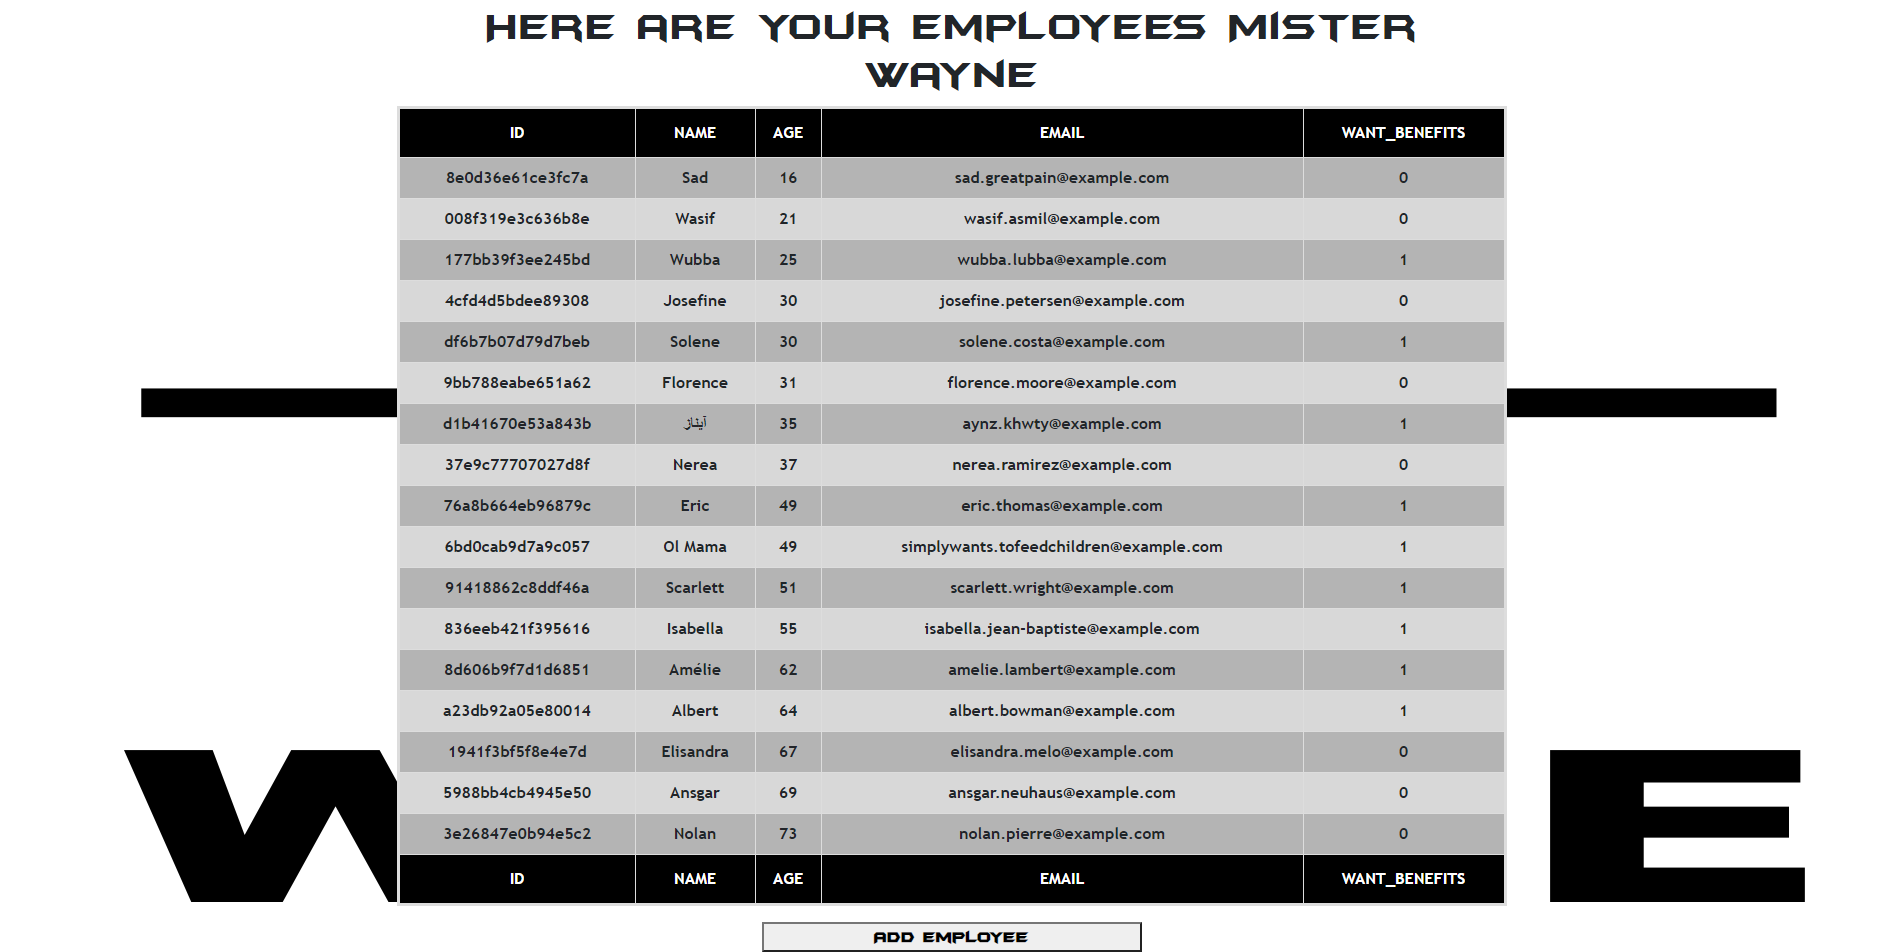 HERE ARE YOUR EMPLOYEES MISTER
WAYNE
ID NAME AGE EMAIL WANT_BENEFITS
8e0d36e61ce3fc7a Sad 16 sad.greatpain@example.com 0
008f319e3c636b8e Wasif 21 wasif.asmil@example.com 0
177bb39f3ee245bd Wubba 25 wubba.lubba@example.com 1
4cfd4d5bdee89308 Josefine 30 josefine.petersen@example.com 0
df6b7b07d79d7beb Solene 30 solene.costa@example.com 1
9bb788eabe651a62 Florence 31 florence.moore@example.com 0
d1b41670e53a843b آیناز 35 aynz.khwty@example.com 1
37e9c77707027d8f Nerea 37 nerea.ramirez@example.com 0
76a8b664eb96879c Eric 49 eric.thomas@example.com 1
6bd0cab9d7a9c057 Ol Mama 49 simplywants.tofeedchildren@example.com 1
91418862c8ddf46a Scarlett 51 scarlett.wright@example.com 1
836eeb421f395616 Isabella 55 isabella.jean-baptiste@example.com 1
8d606b9f7d1d6851 Amélie 62 amelie.lambert@example.com 1
a23db92a05e80014 Albert 64 albert.bowman@example.com 1
1941f3bf5f8e4e7d Elisandra 67 elisandra.melo@example.com 0
5988bb4cb4945e50 Ansgar 69 ansgar.neuhaus@example.com 0
3e26847e0b94e5c2 Nolan 73 nolan.pierre@example.com 0
ID NAME AGE EMAIL WANT_BENEFITS
W E
ADD EMPLOYEE